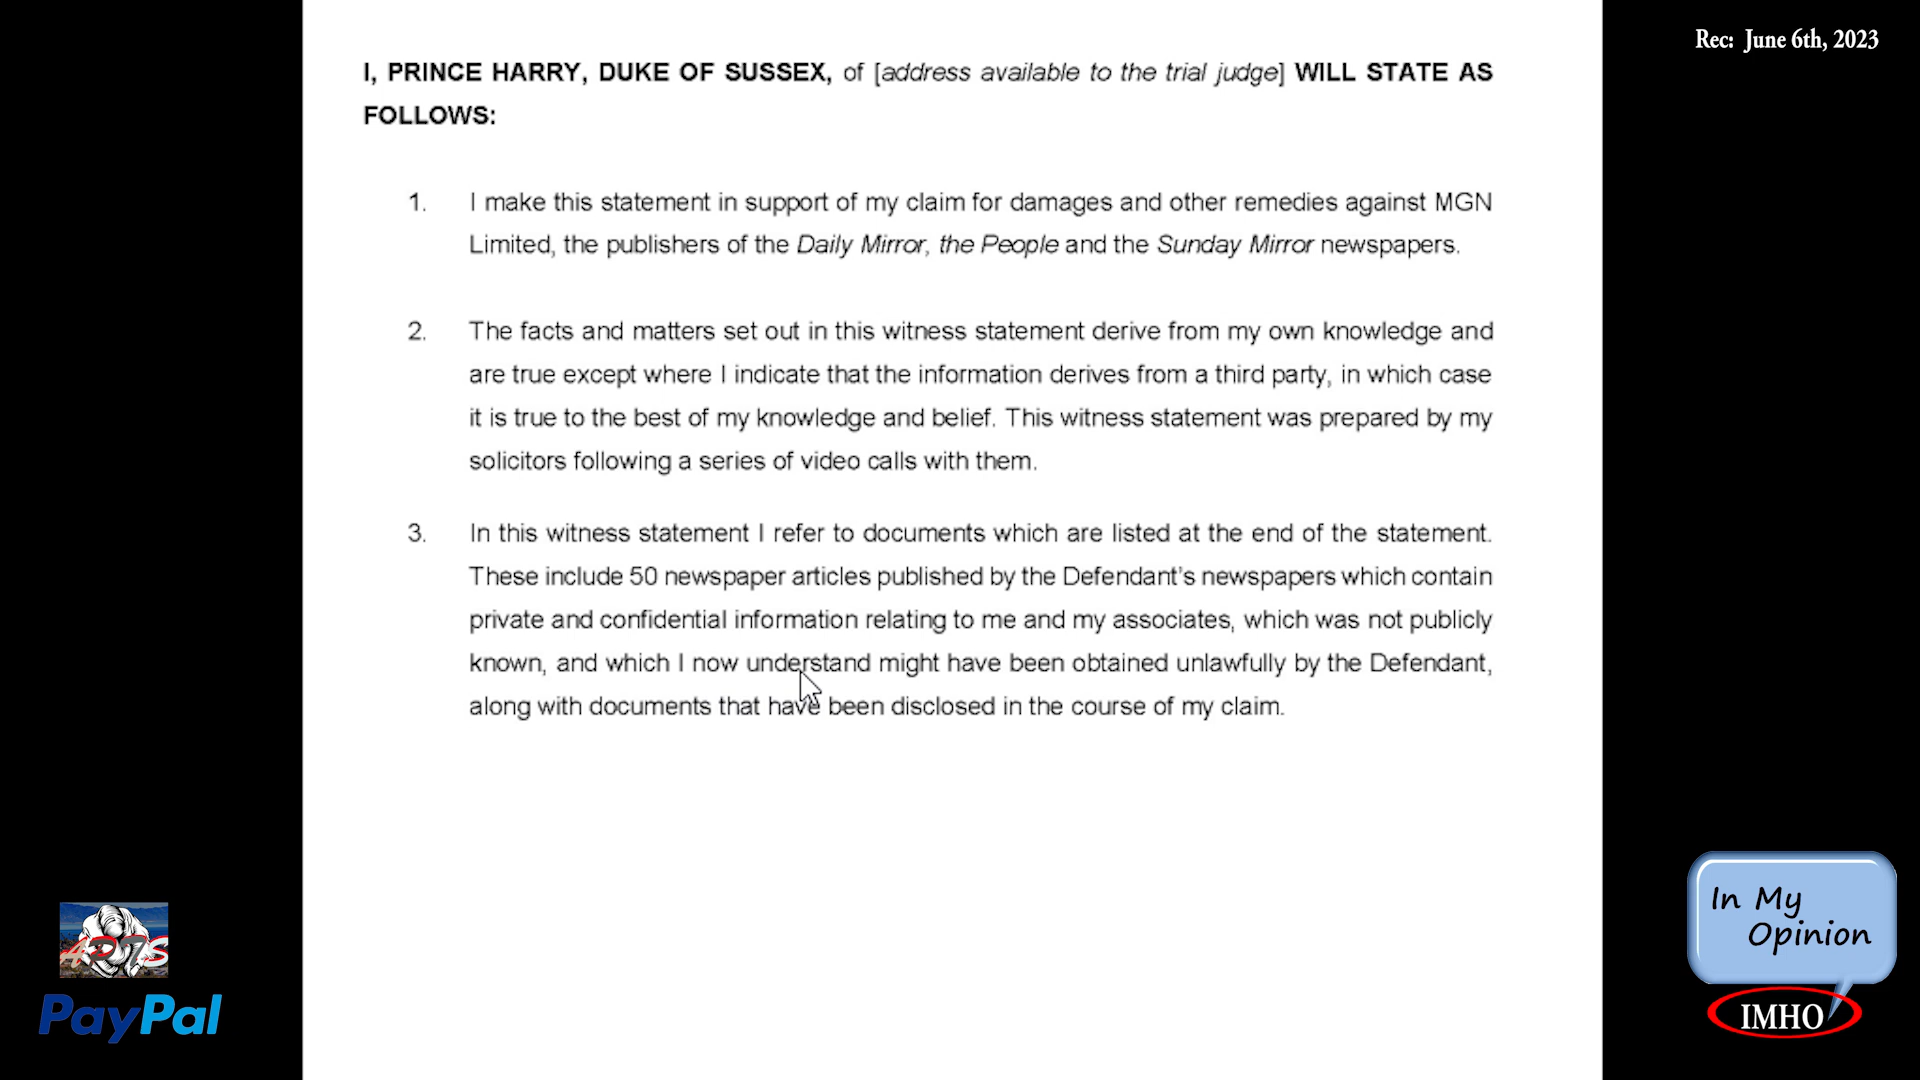 Rec: June 6th, 2023
I, PRINCE HARRY, DUKE OF SUSSEX, of [address available to the trial judge] WILL STATE AS
FOLLOWS:
1. I make this statement in support of my claim for damages and other remedies against MGN
Limited, the publishers of the Daily Mirror, the People and the Sunday Mirror newspapers.
2. The facts and matters set out in this witness statement derive from my own knowledge and
are true except where I indicate that the information derives from a third party, in which case
it is true to the best of my knowledge and belief. This witness statement was prepared by my
solicitors following a series of video calls with them.
3. In this witness statement I refer to documents which are listed at the end of the statement.
These include 50 newspaper articles published by the Defendant's newspapers which contain
private and confidential information relating to me and my associates, which was not publicly
known, and which I now understand might have been obtained unlawfully by the Defendant,
along with documents that have been disclosed in the course of my claim.
PayPal
In My
Opinion
IMHO